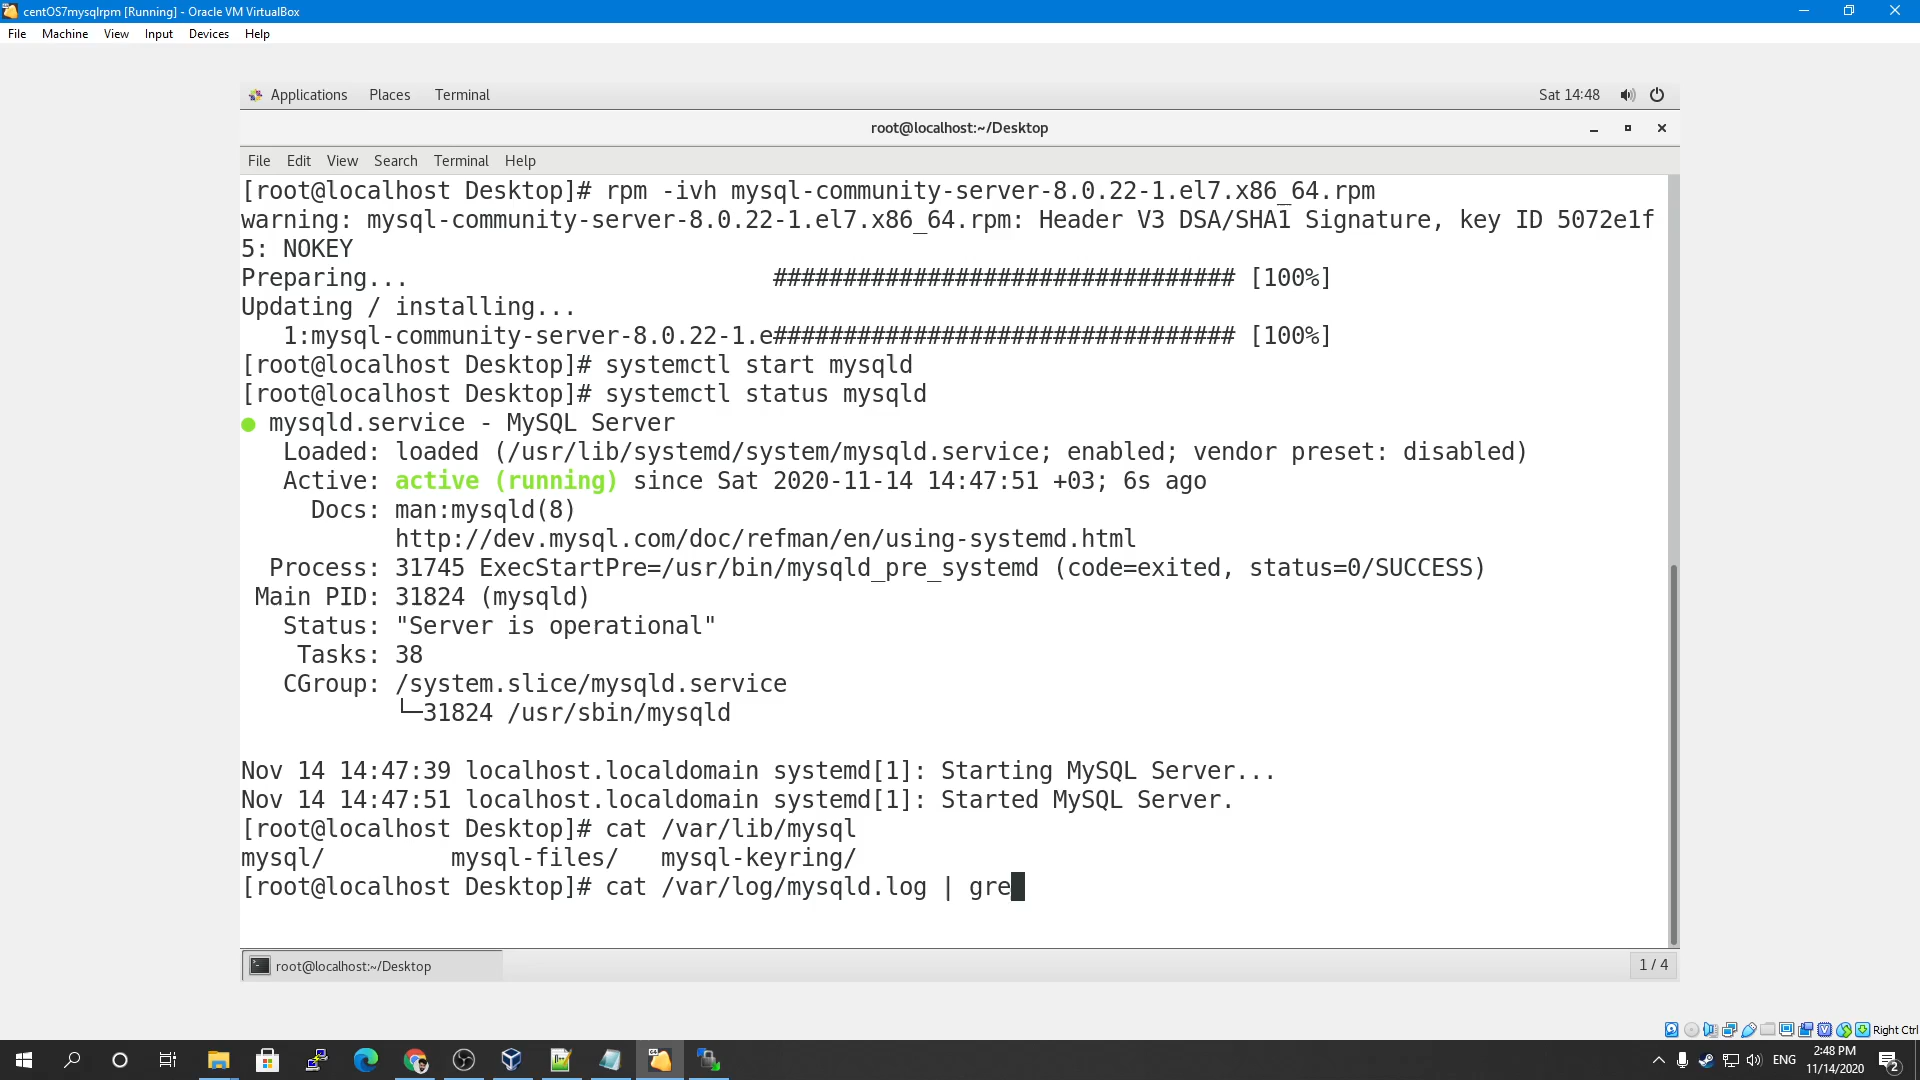 centOS7mysqlrpm [Running] - Oracle VM VirtualBox
File Machine View Input Devices Help
Applications Places Terminal Sat 14:48
root@localhost:~/Desktop
File Edit View Search Terminal Help
[root@localhost Desktop]# rpm -ivh mysql-community-server-8.0.22-1.el7.x86_64.rpm
warning: mysql-community-server-8.0.22-1.el7.x86_64.rpm: Header V3 DSA/SHA1 Signature, key ID 5072e1f
5: NOKEY
Preparing...                          ################################# [100%]
Updating / installing...
   1:mysql-community-server-8.0.22-1.e################################# [100%]
[root@localhost Desktop]# systemctl start mysqld
[root@localhost Desktop]# systemctl status mysqld
● mysqld.service - MySQL Server
   Loaded: loaded (/usr/lib/systemd/system/mysqld.service; enabled; vendor preset: disabled)
   Active: active (running) since Sat 2020-11-14 14:47:51 +03; 6s ago
     Docs: man:mysqld(8)
           http://dev.mysql.com/doc/refman/en/using-systemd.html
  Process: 31745 ExecStartPre=/usr/bin/mysqld_pre_systemd (code=exited, status=0/SUCCESS)
 Main PID: 31824 (mysqld)
   Status: "Server is operational"
    Tasks: 38
   CGroup: /system.slice/mysqld.service
           └─31824 /usr/sbin/mysqld
Nov 14 14:47:39 localhost.localdomain systemd[1]: Starting MySQL Server...
Nov 14 14:47:51 localhost.localdomain systemd[1]: Started MySQL Server.
[root@localhost Desktop]# cat /var/lib/mysql
mysql/         mysql-files/   mysql-keyring/
[root@localhost Desktop]# cat /var/log/mysqld.log | gre
root@localhost:~/Desktop 1 / 4
Right Ctrl
ENG 2:48 PM
11/14/2020 2